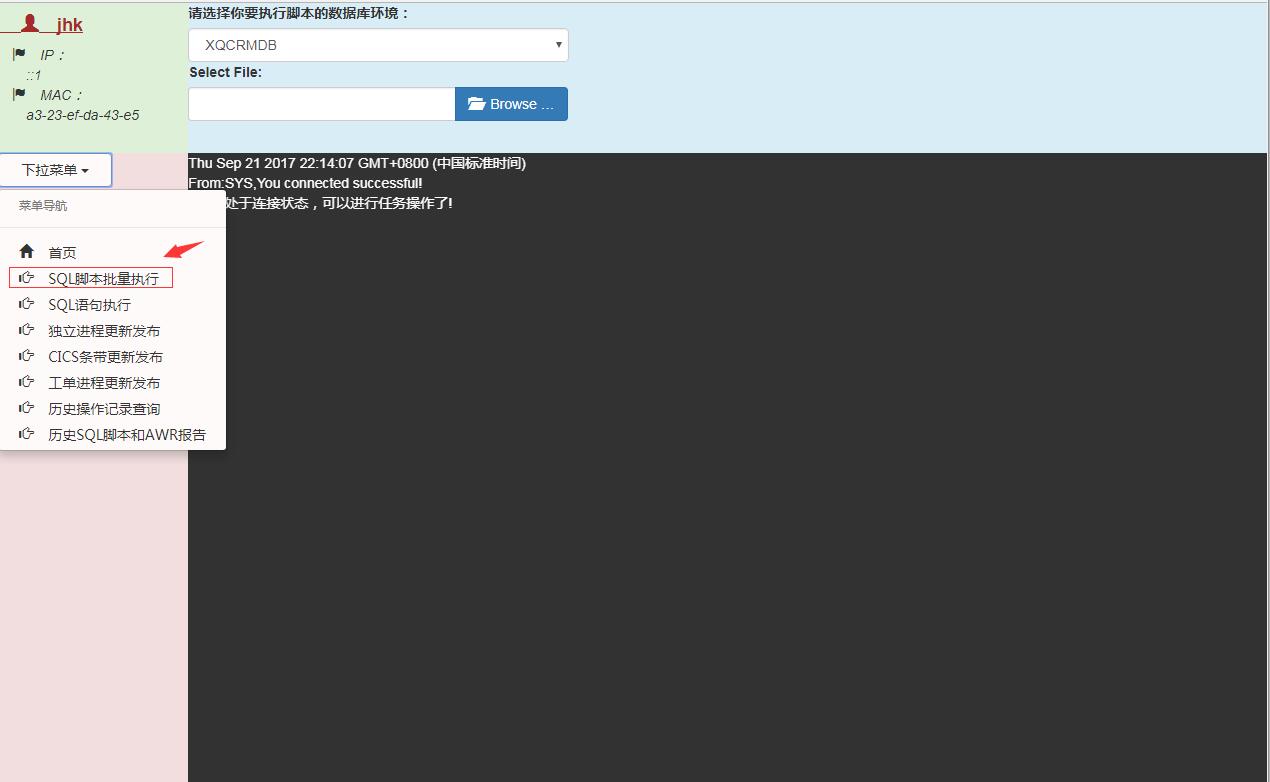 jhk
IP：
::1
MAC：
a3-23-ef-da-43-e5
请选择你要执行脚本的数据库环境：
XQCRMDB
Select File:
Browse …
下拉菜单
菜单导航
首页
SQL脚本批量执行
SQL语句执行
独立进程更新发布
CICS条带更新发布
工单进程更新发布
历史操作记录查询
历史SQL脚本和AWR报告
Thu Sep 21 2017 22:14:07 GMT+0800 (中国标准时间)
From:SYS,You connected successful!
处于连接状态，可以进行任务操作了!